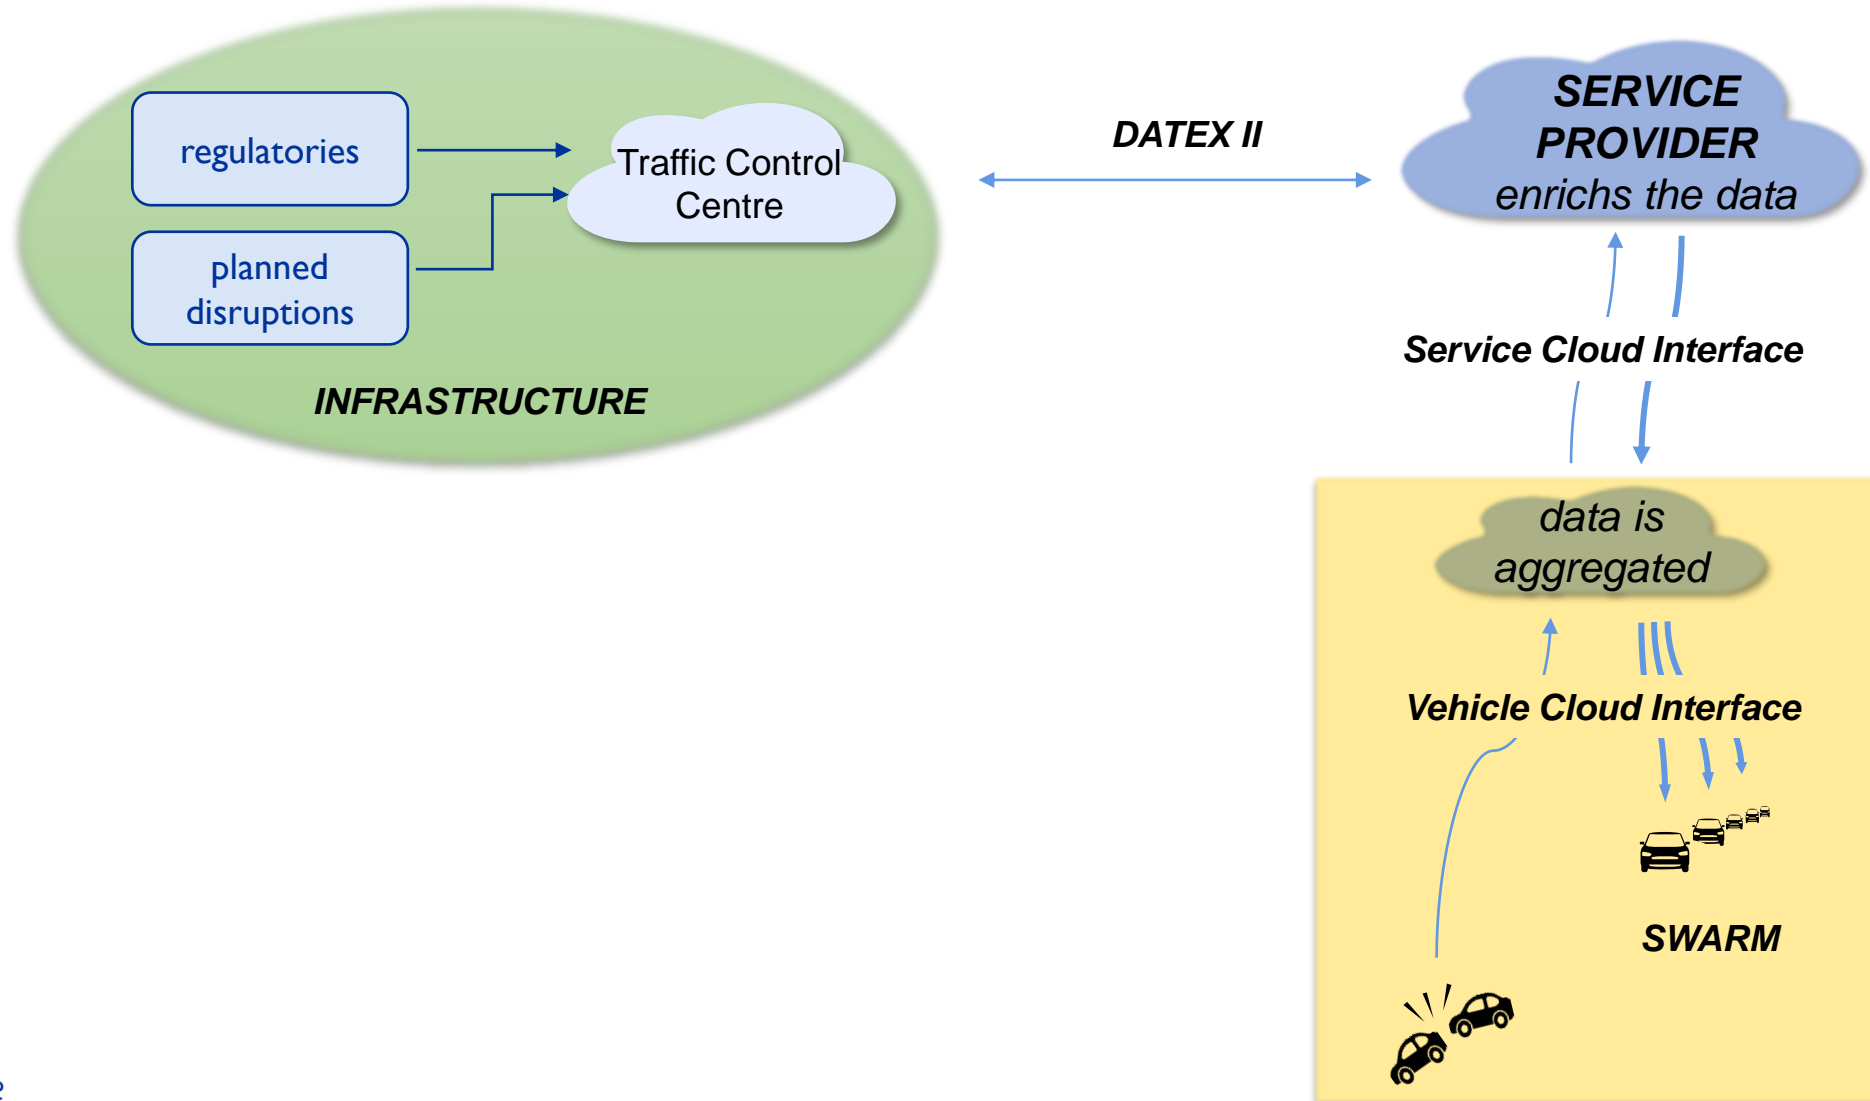 regulatories
planned
disruptions
Traffic Control
Centre
INFRASTRUCTURE
DATEX II
SERVICE
PROVIDER
enrichs the data
Service Cloud Interface
data is
aggregated
Vehicle Cloud Interface
SWARM